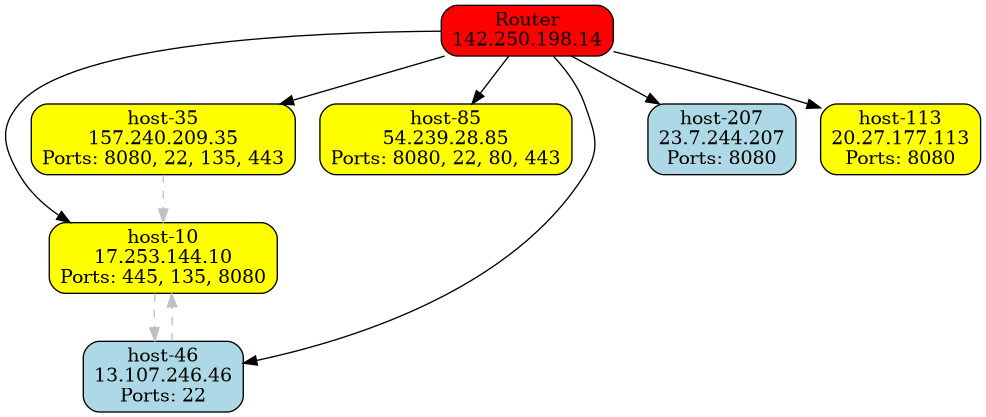 Router
142.250.198.14
host-35
157.240.209.35
Ports: 8080, 22, 135, 443
host-85
54.239.28.85
Ports: 8080, 22, 80, 443
host-207
23.7.244.207
Ports: 8080
host-113
20.27.177.113
Ports: 8080
host-10
17.253.144.10
Ports: 445, 135, 8080
host-46
13.107.246.46
Ports: 22